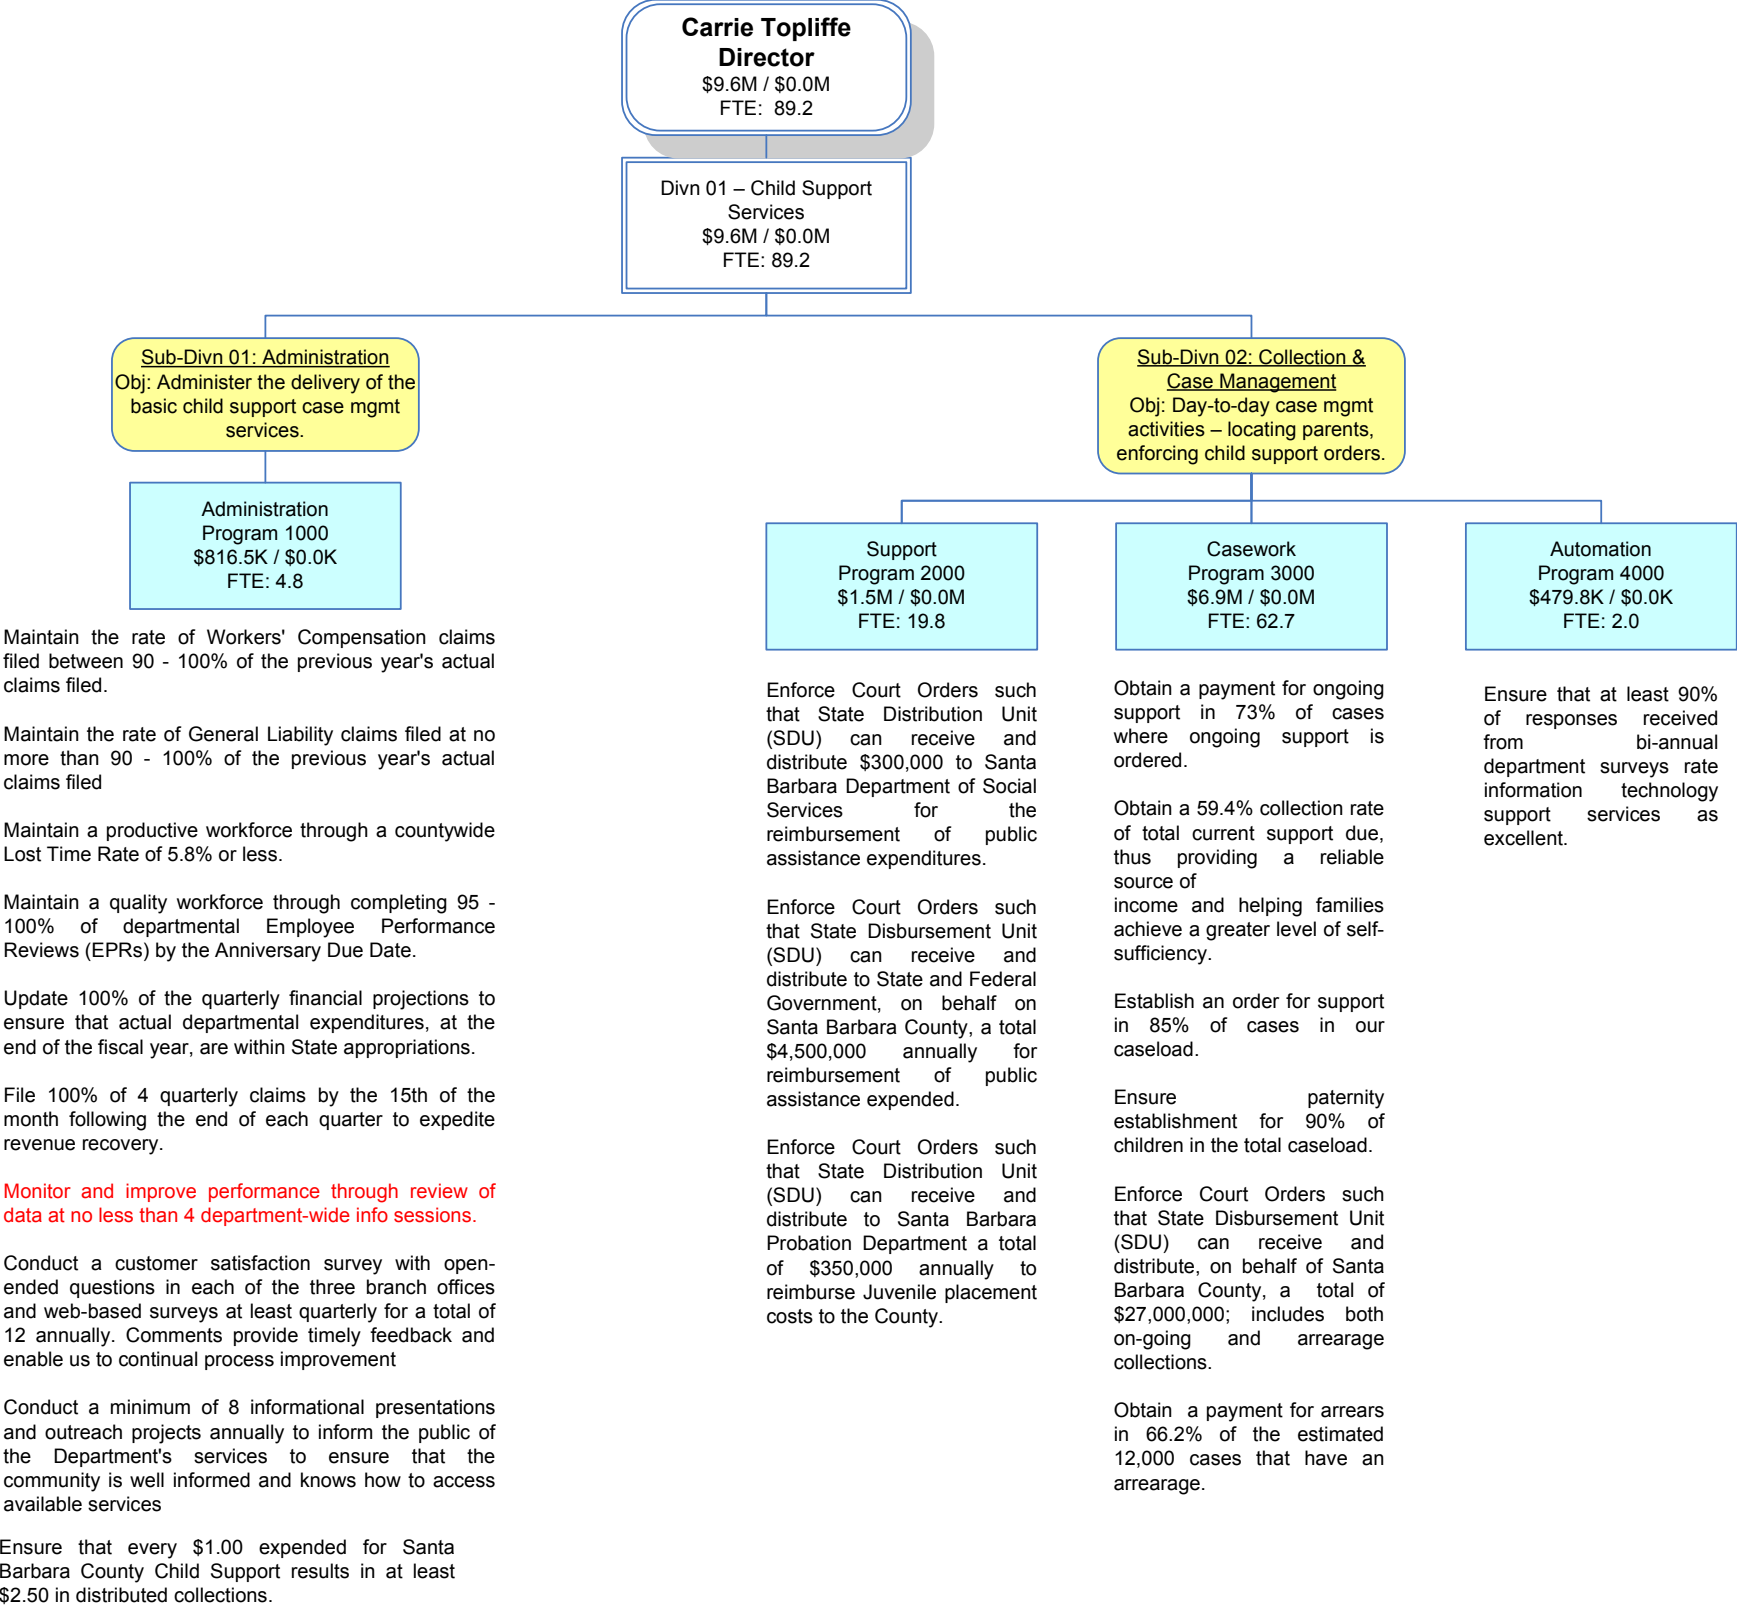 Carrie Topliffe
Director
$9.6M / $0.0M
FTE:  89.2
Divn 01 – Child Support
Services
$9.6M / $0.0M
FTE: 89.2
Sub-Divn 01: Administration
Obj: Administer the delivery of the
basic child support case mgmt
services.
Administration
Program 1000
$816.5K / $0.0K
FTE: 4.8
Maintain the rate of Workers' Compensation claims
filed between 90 - 100% of the previous year's actual
claims filed.
Maintain the rate of General Liability claims filed at no
more than 90 - 100% of the previous year's actual
claims filed
Maintain a productive workforce through a countywide
Lost Time Rate of 5.8% or less.
Maintain a quality workforce through completing 95 -
100% of departmental Employee Performance
Reviews (EPRs) by the Anniversary Due Date.
Update 100% of the quarterly financial projections to
ensure that actual departmental expenditures, at the
end of the fiscal year, are within State appropriations.
File 100% of 4 quarterly claims by the 15th of the
month following the end of each quarter to expedite
revenue recovery.
Monitor and improve performance through review of
data at no less than 4 department-wide info sessions.
Conduct a customer satisfaction survey with open-
ended questions in each of the three branch offices
and web-based surveys at least quarterly for a total of
12 annually. Comments provide timely feedback and
enable us to continual process improvement
Conduct a minimum of 8 informational presentations
and outreach projects annually to inform the public of
the Department's services to ensure that the
community is well informed and knows how to access
available services
Ensure that every $1.00 expended for Santa
Barbara County Child Support results in at least
$2.50 in distributed collections.
Sub-Divn 02: Collection &
Case Management
Obj: Day-to-day case mgmt
activities – locating parents,
enforcing child support orders.
Support
Program 2000
$1.5M / $0.0M
FTE: 19.8
Enforce Court Orders such
that State Distribution Unit
(SDU) can receive and
distribute $300,000 to Santa
Barbara Department of Social
Services for the
reimbursement of public
assistance expenditures.
Enforce Court Orders such
that State Disbursement Unit
(SDU) can receive and
distribute to State and Federal
Government, on behalf on
Santa Barbara County, a total
$4,500,000 annually for
reimbursement of public
assistance expended.
Enforce Court Orders such
that State Distribution Unit
(SDU) can receive and
distribute to Santa Barbara
Probation Department a total
of $350,000 annually to
reimburse Juvenile placement
costs to the County.
Casework
Program 3000
$6.9M / $0.0M
FTE: 62.7
Obtain a payment for ongoing
support in 73% of cases
where ongoing support is
ordered.
Obtain a 59.4% collection rate
of total current support due,
thus providing a reliable
source of
income and helping families
achieve a greater level of self-
sufficiency.
Establish an order for support
in 85% of cases in our
caseload.
Ensure paternity
establishment for 90% of
children in the total caseload.
Enforce Court Orders such
that State Disbursement Unit
(SDU) can receive and
distribute, on behalf of Santa
Barbara County, a  total of
$27,000,000; includes both
on-going and arrearage
collections.
Obtain  a payment for arrears
in 66.2% of the estimated
12,000 cases that have an
arrearage.
Automation
Program 4000
$479.8K / $0.0K
FTE: 2.0
Ensure that at least 90%
of responses received
from bi-annual
department surveys rate
information technology
support services as
excellent.